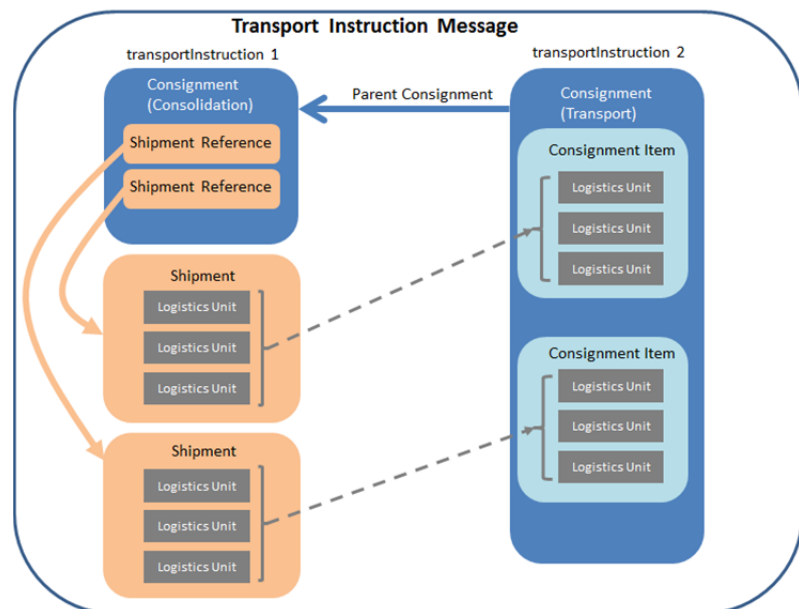 Transport Instruction Message
transportInstruction 1
Consignment
(Consolidation)
Shipment Reference
Shipment Reference
Shipment
Logistics Unit
Logistics Unit
Logistics Unit
Shipment
Logistics Unit
Logistics Unit
Logistics Unit
Parent Consignment
transportInstruction 2
Consignment
(Transport)
Consignment Item
Logistics Unit
Logistics Unit
Logistics Unit
Consignment Item
Logistics Unit
Logistics Unit
Logistics Unit